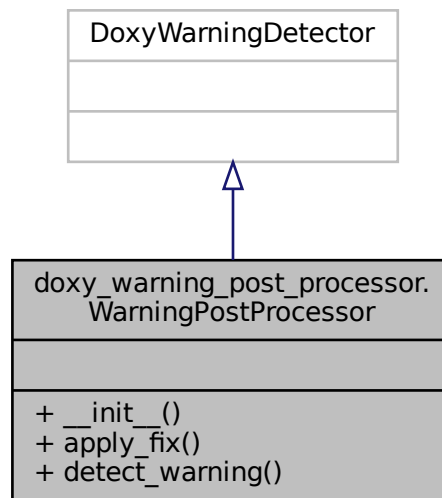 DoxyWarningDetector
doxy_warning_post_processor.
WarningPostProcessor
+ __init__()
+ apply_fix()
+ detect_warning()